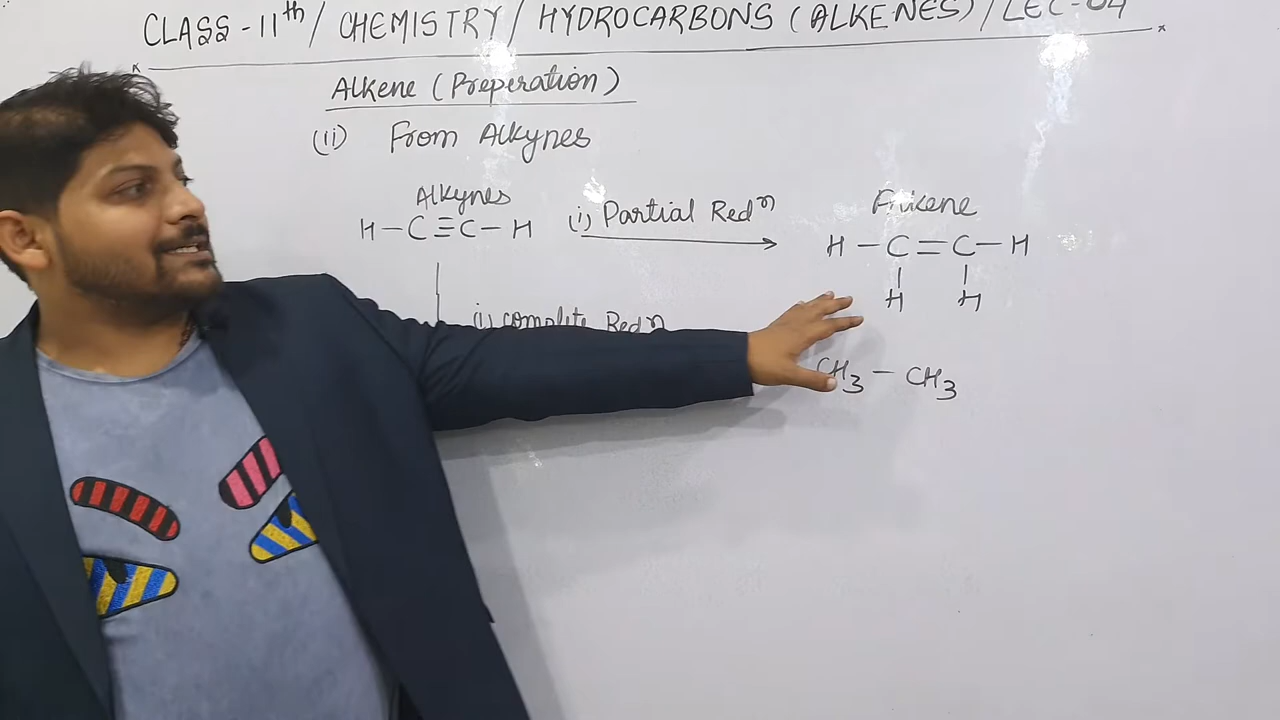 CLASS-11th/ CHEMISTRY/ HYDROCARBONS (ALKENES)/LEC-04
Alkene (Preperation)
(ii) From Alkynes
Alkynes
(i) Partial Redn
H-C≡C-H
H-C=C-H
H H
(i) complete Redn
CH3-CH3